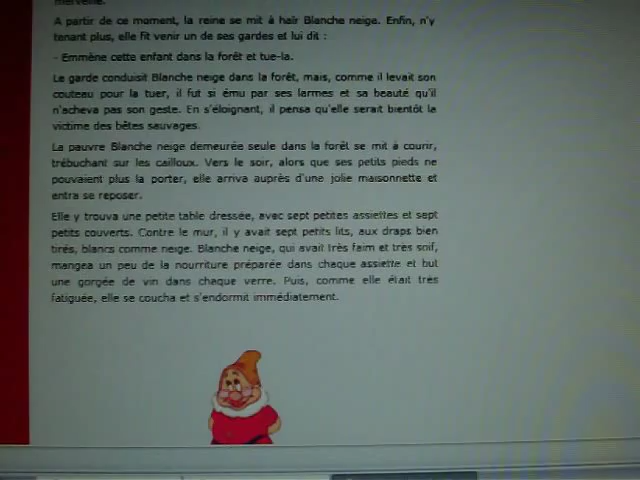 merveille.
A partir de ce moment, la reine se mit à haïr Blanche neige. Enfin, n'y
tenant plus, elle fit venir un de ses gardes et lui dit :
- Emmène cette enfant dans la forêt et tue-la.
Le garde conduisit Blanche neige dans la forêt, mais, comme il levait son
couteau pour la tuer, il fut si ému par ses larmes et sa beauté qu'il
n'acheva pas son geste. En s'éloignant, il pensa qu'elle serait bientôt la
victime des bêtes sauvages.
La pauvre Blanche neige demeurée seule dans la forêt se mit à courir,
trébuchant sur les cailloux. Vers le soir, alors que ses petits pieds ne
pouvaient plus la porter, elle arriva auprès d'une jolie maisonnette et
entra se reposer.
Elle y trouva une petite table dressée, avec sept petites assiettes et sept
petits couverts. Contre le mur, il y avait sept petits lits, aux draps bien
tirés, blancs comme neige. Blanche neige, qui avait très faim et très soif,
mangea un peu de la nourriture préparée dans chaque assiette et but
une gorgée de vin dans chaque verre. Puis, comme elle était très
fatiguée, elle se coucha et s'endormit immédiatement.